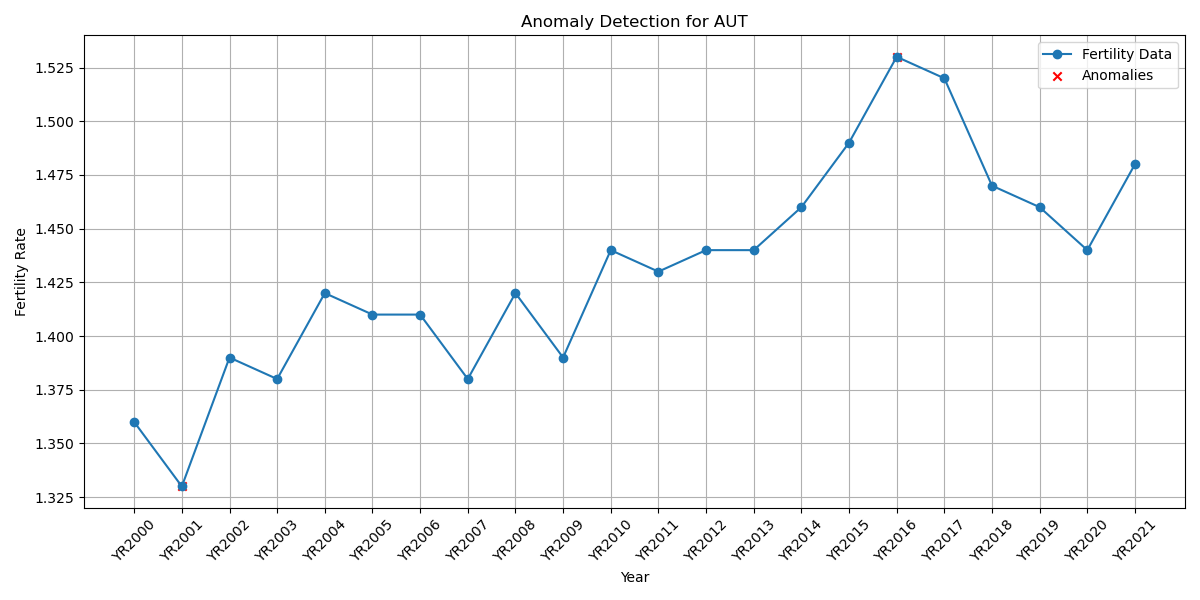 Anomaly Detection for AUT
Fertility Data
Anomalies
Fertility Rate
1.525
1.500
1.475
1.450
1.425
1.400
1.375
1.350
1.325
YR2000
YR2001
YR2002
YR2003
YR2004
YR2005
YR2006
YR2007
YR2008
YR2009
YR2010
YR2011
YR2012
YR2013
YR2014
YR2015
YR2016
YR2017
YR2018
YR2019
YR2020
YR2021
Year